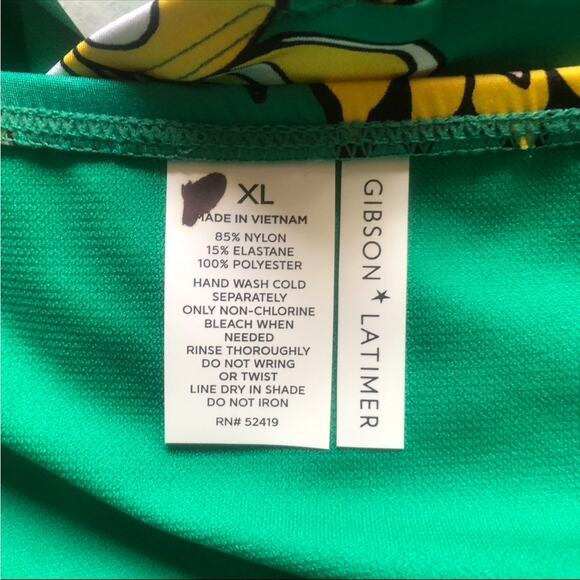 XL
MADE IN VIETNAM
85% NYLON
15% ELASTANE
100% POLYESTER
HAND WASH COLD
SEPARATELY
ONLY NON-CHLORINE
BLEACH WHEN
NEEDED
RINSE THOROUGHLY
DO NOT WRING
OR TWIST
LINE DRY IN SHADE
DO NOT IRON
RN# 52419
GIBSON ★ LATIMER